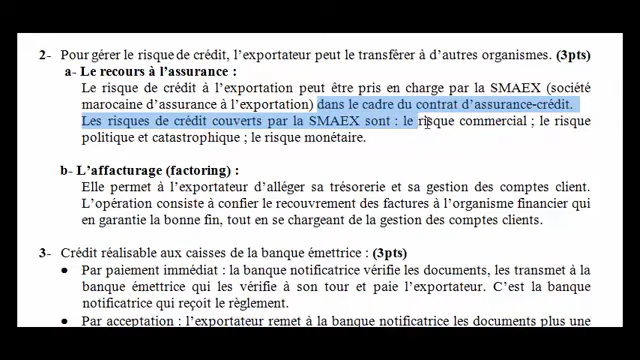 2- Pour gérer le risque de crédit, l'exportateur peut le transférer à d'autres organismes. (3pts)
a- Le recours à l'assurance :
Le risque de crédit à l'exportation peut être pris en charge par la SMAEX (société
marocaine d'assurance à l'exportation) dans le cadre du contrat d'assurance-crédit.
Les risques de crédit couverts par la SMAEX sont : le risque commercial ; le risque
politique et catastrophique ; le risque monétaire.
b- L'affacturage (factoring) :
Elle permet à l'exportateur d'alléger sa trésorerie et sa gestion des comptes client.
L'opération consiste à confier le recouvrement des factures à l'organisme financier qui
en garantie la bonne fin, tout en se chargeant de la gestion des comptes clients.
3- Crédit réalisable aux caisses de la banque émettrice : (3pts)
● Par paiement immédiat : la banque notificatrice vérifie les documents, les transmet à la
banque émettrice qui les vérifie à son tour et paie l'exportateur. C'est la banque
notificatrice qui reçoit le règlement.
● Par acceptation : l'exportateur remet à la banque notificatrice les documents plus une